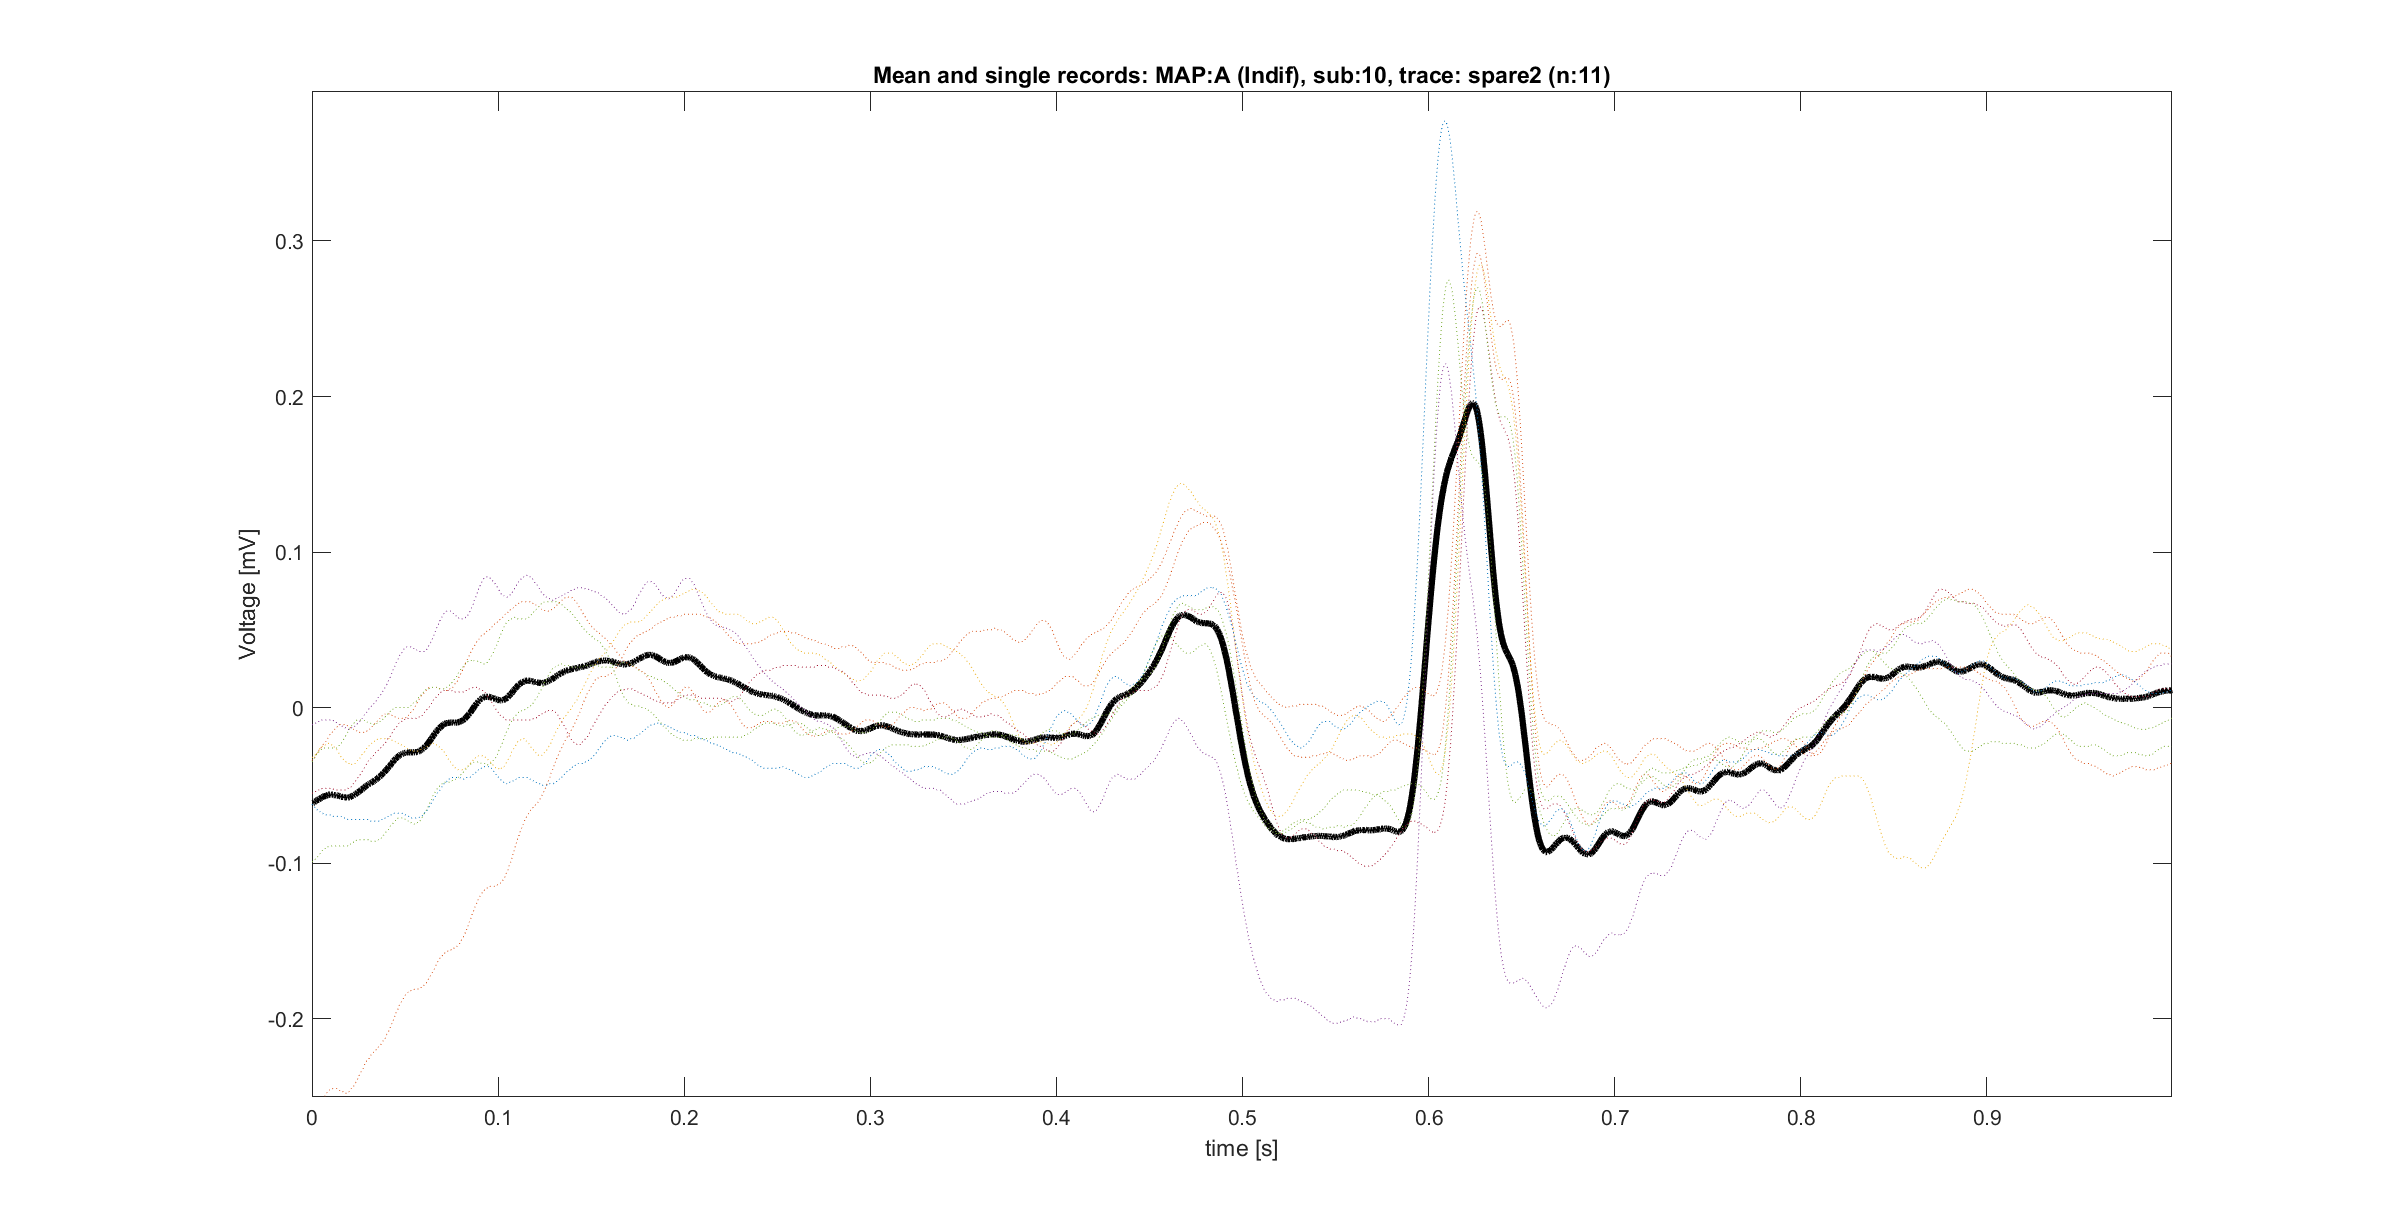 Mean and single records: MAP:A (Indif), sub:10, trace: spare2 (n:11)
0.3
0.2
0.1
0
-0.1
-0.2
Voltage [mV]
0 0.1 0.2 0.3 0.4 0.5 0.6 0.7 0.8 0.9
time [s]